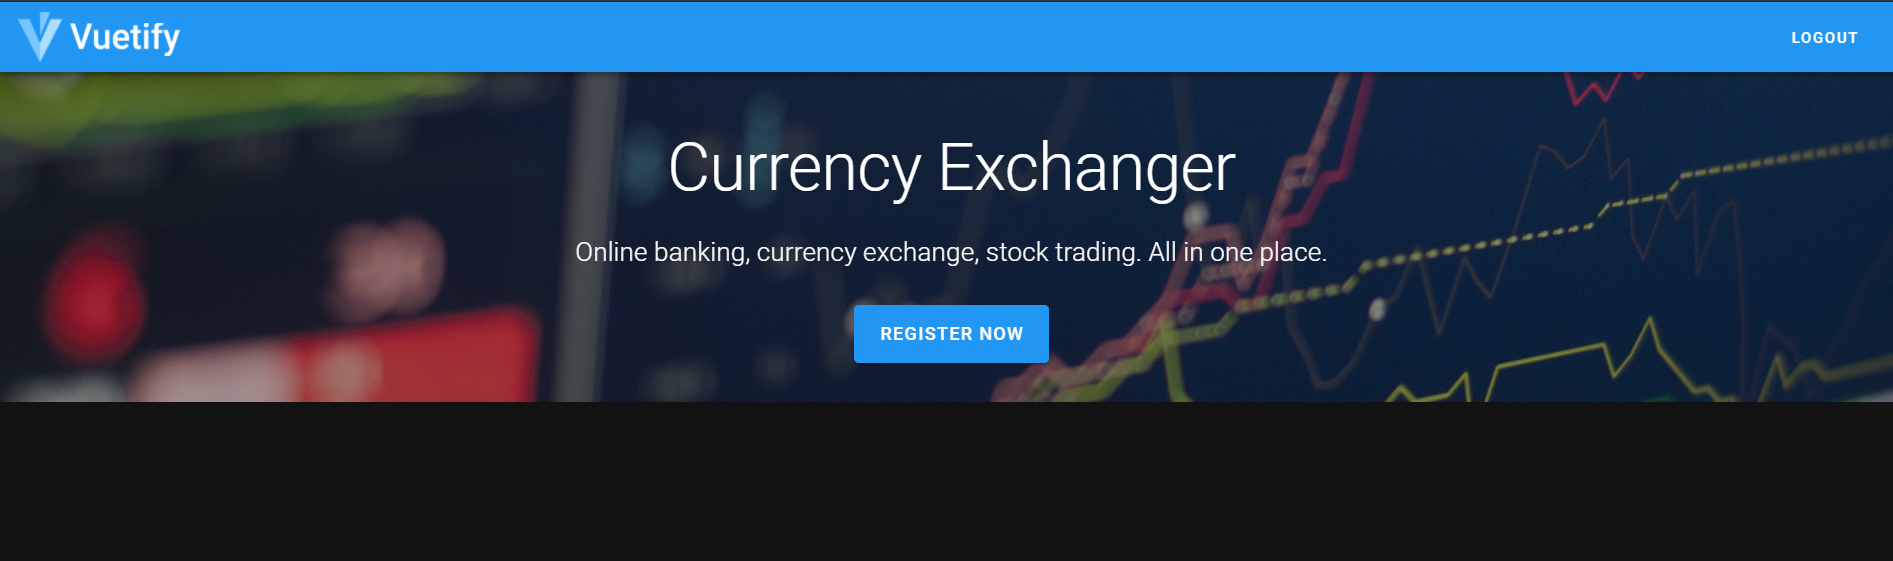 Vuetify
LOGOUT
Currency Exchanger
Online banking, currency exchange, stock trading. All in one place.
REGISTER NOW